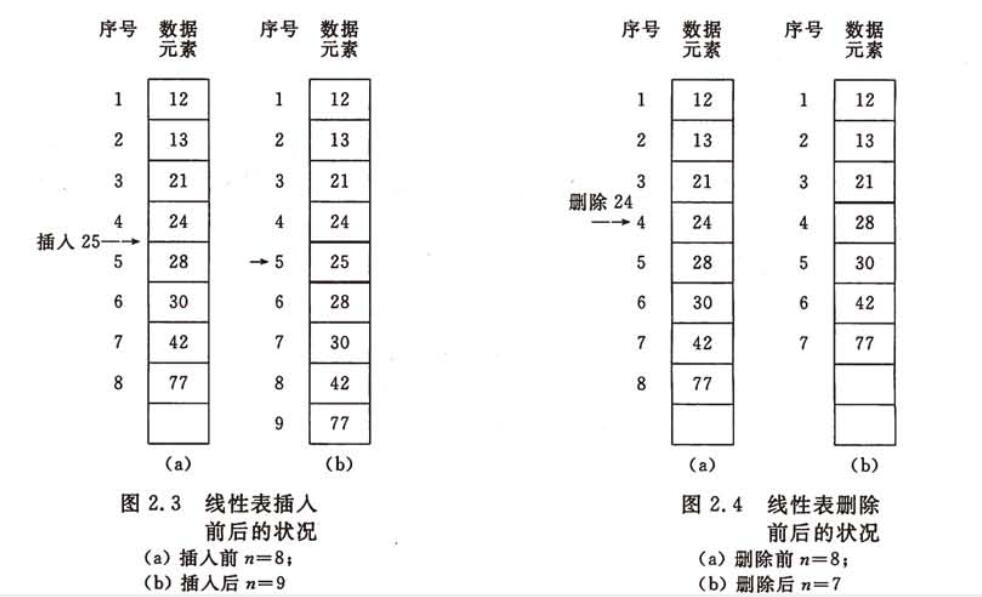 序号 数据元素 序号 数据元素
1 12 1 12
2 13 2 13
3 21 3 21
4 24 4 24
插入 25
5 28 5 25
6 30 6 28
7 42 7 30
8 77 8 42
9 77
(a) (b)
图 2.3 线性表插入
前后的状况
(a) 插入前 n=8;
(b) 插入后 n=9
序号 数据元素 序号 数据元素
1 12 1 12
2 13 2 13
3 21 3 21
删除 24
4 24 4 28
5 28 5 30
6 30 6 42
7 42 7 77
8 77
(a) (b)
图 2.4 线性表删除
前后的状况
(a) 删除前 n=8;
(b) 删除后 n=7